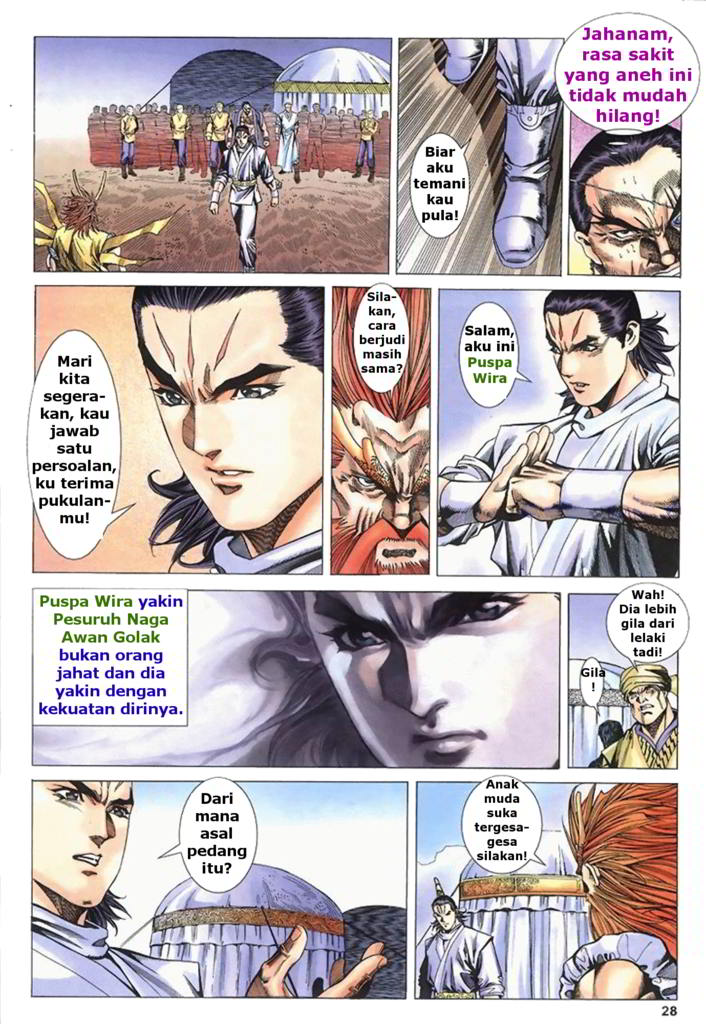 Biar
aku
temani
kau
pula!
Jahanam,
rasa sakit
yang aneh ini
tidak mudah
hilang!
Mari
kita
segera-
kan, kau
jawab
satu
persoalan,
ku terima
pukulan-
mu!
Sila-
kan,
cara
berjudi
masih
sama?
Salam,
aku ini
Puspa
Wira
Puspa Wira yakin
Pesuruh Naga
Awan Golak
bukan orang
jahat dan dia
yakin dengan
kekuatan dirinya.
Gila
!
Wah!
Dia lebih
gila dari
lelaki
tadi!
Dari
mana
asal
pedang
itu?
Anak
muda
suka
tergesa-
gesa
silakan!
28